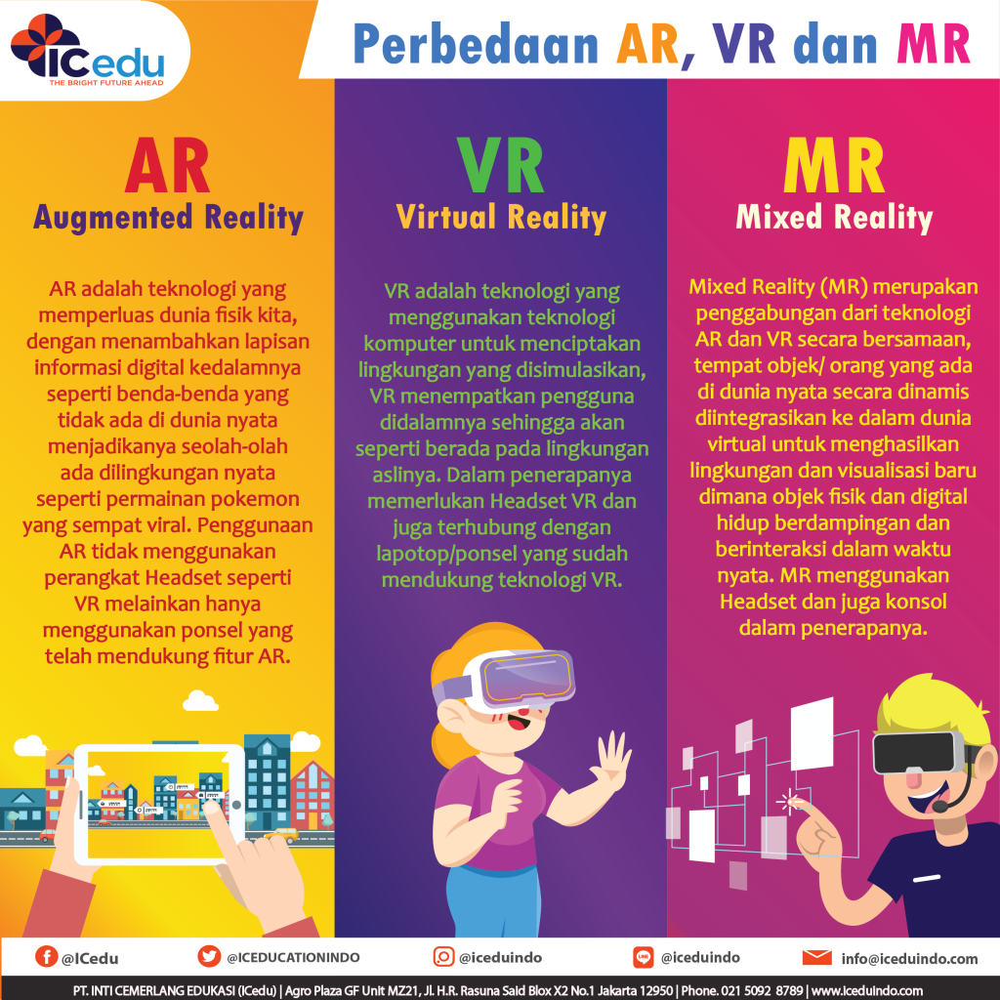 ICedu
THE BRIGHT FUTURE AHEAD
Perbedaan AR, VR dan MR
AR
Augmented Reality
AR adalah teknologi yang
memperluas dunia fisik kita,
dengan menambahkan lapisan
informasi digital kedalamnya
seperti benda-benda yang
tidak ada di dunia nyata
menjadikanya seolah-olah
ada dilingkungan nyata
seperti permainan pokemon
yang sempat viral. Penggunaan
AR tidak menggunakan
perangkat Headset seperti
VR melainkan hanya
menggunakan ponsel yang
telah mendukung fitur AR.
VR
Virtual Reality
VR adalah teknologi yang
menggunakan teknologi
komputer untuk menciptakan
lingkungan yang disimulasikan,
VR menempatkan pengguna
didalamnya sehingga akan
seperti berada pada lingkungan
aslinya. Dalam penerapanya
memerlukan Headset VR dan
juga terhubung dengan
lapotop/ponsel yang sudah
mendukung teknologi VR.
MR
Mixed Reality
Mixed Reality (MR) merupakan
penggabungan dari teknologi
AR dan VR secara bersamaan,
tempat objek/ orang yang ada
di dunia nyata secara dinamis
diintegrasikan ke dalam dunia
virtual untuk menghasilkan
lingkungan dan visualisasi baru
dimana objek fisik dan digital
hidup berdampingan dan
berinteraksi dalam waktu
nyata. MR menggunakan
Headset dan juga konsol
dalam penerapanya.
@ICedu
@ICEDUCATIONINDO
@iceduindo
LINE
@iceduindo
info@iceduindo.com
PT. INTI CEMERLANG EDUKASI (ICedu) | Agro Plaza GF Unit MZ21, Jl. H.R. Rasuna Said Blox X2 No.1 Jakarta 12950 | Phone. 021 5092 8789 | www.iceduindo.com